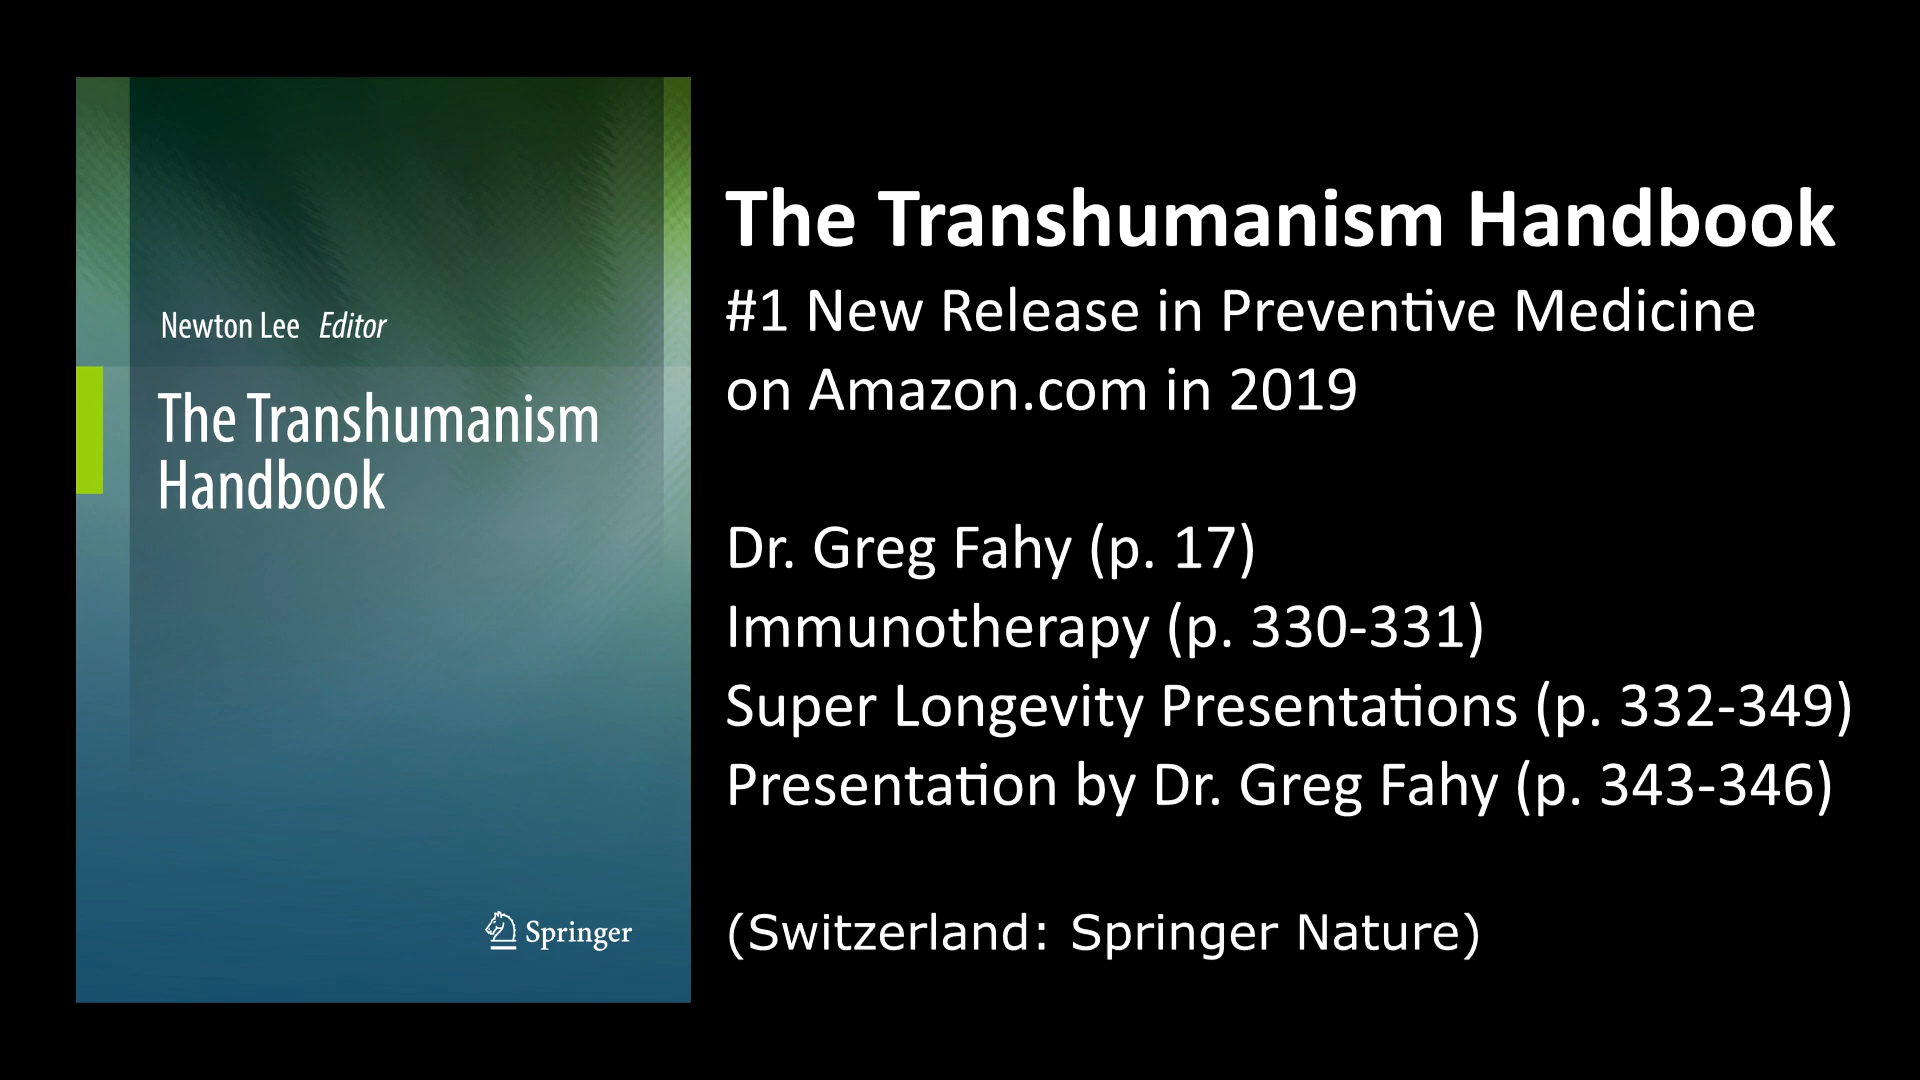 Newton Lee Editor
The Transhumanism
Handbook
Springer
The Transhumanism Handbook
#1 New Release in Preventive Medicine
on Amazon.com in 2019
Dr. Greg Fahy (p. 17)
Immunotherapy (p. 330-331)
Super Longevity Presentations (p. 332-349)
Presentation by Dr. Greg Fahy (p. 343-346)
(Switzerland: Springer Nature)